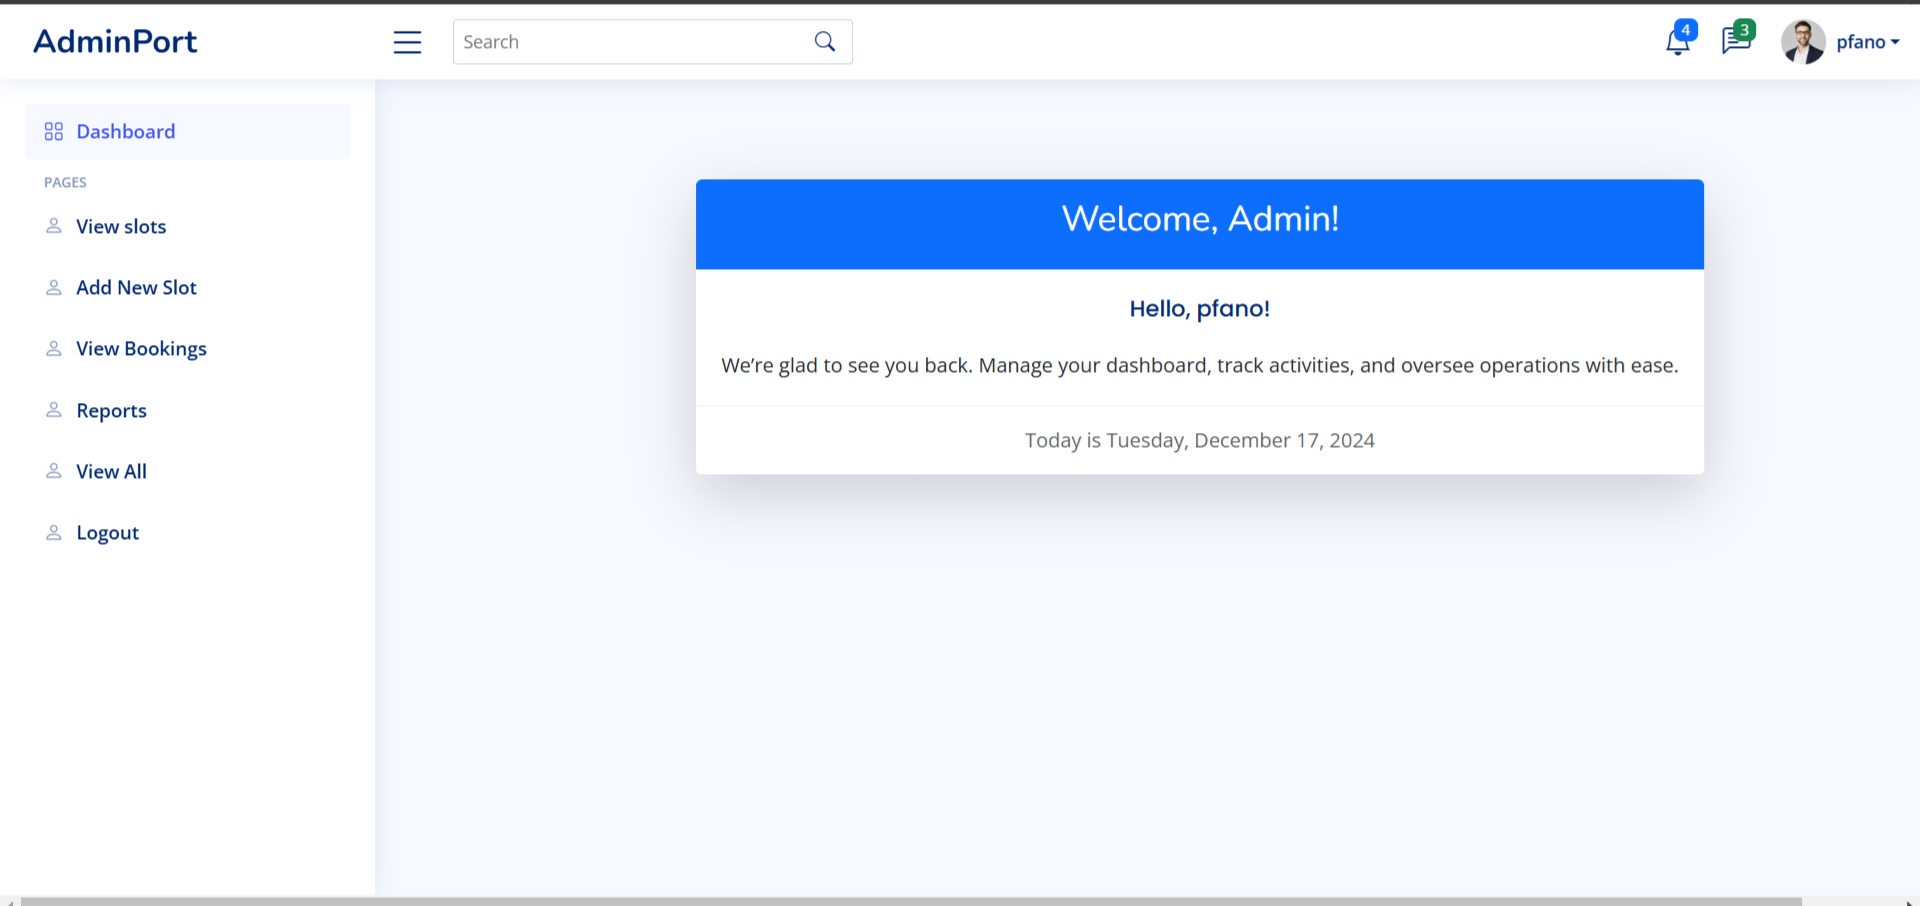 AdminPort
Search
4
3
pfano
Dashboard
PAGES
View slots
Add New Slot
View Bookings
Reports
View All
Logout
Welcome, Admin!
Hello, pfano!
We’re glad to see you back. Manage your dashboard, track activities, and oversee operations with ease.
Today is Tuesday, December 17, 2024